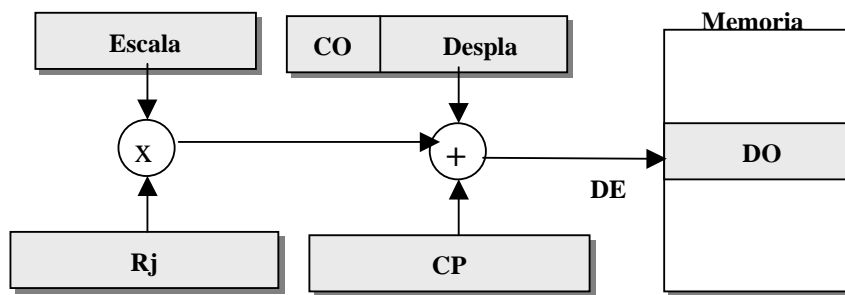 Memoria
Escala
CO Despla
X
+
DO
DE
Rj
CP